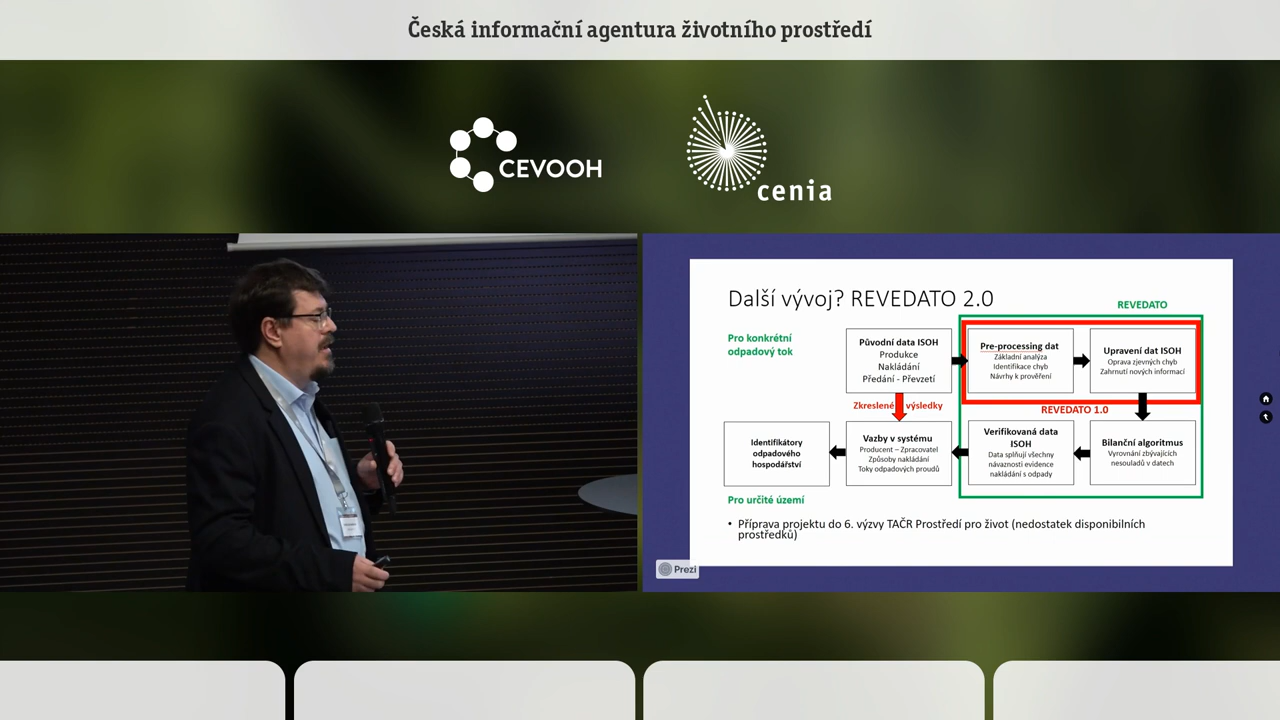 Česká informační agentura životního prostředí
CEVOOH
cenia
Další vývoj? REVEDATO 2.0
REVEDATO
Pro konkrétní
odpadový tok
Původní data ISOH
Produkce
Nakládání
Předání - Převzetí
Pre-processing dat
Základní analýza
Identifikace chyb
Návrhy k prověření
Upravení dat ISOH
Oprava zjevných chyb
Zahrnutí nových informací
Zkreslené výsledky
REVEDATO 1.0
Identifikátory
odpadového
hospodářství
Vazby v systému
Producent – Zpracovatel
Způsoby nakládání
Toky odpadových proudů
Verifikovaná data
ISOH
Data splňují všechny
návaznosti evidence
nakládání s odpady
Bilanční algoritmus
Vyrovnání zbývajících
nesouladů v datech
Pro určité území
• Příprava projektu do 6. výzvy TAČR Prostředí pro život (nedostatek disponibilních
prostředků)
Prezi